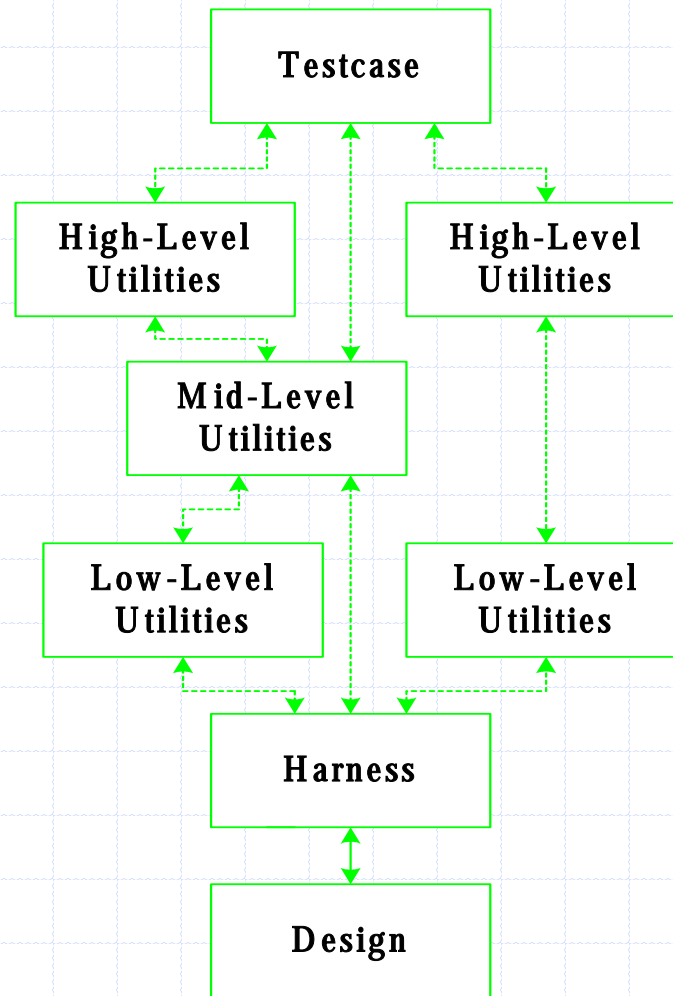 Testcase
High-Level
Utilities
High-Level
Utilities
Mid-Level
Utilities
Low-Level
Utilities
Low-Level
Utilities
Harness
Design